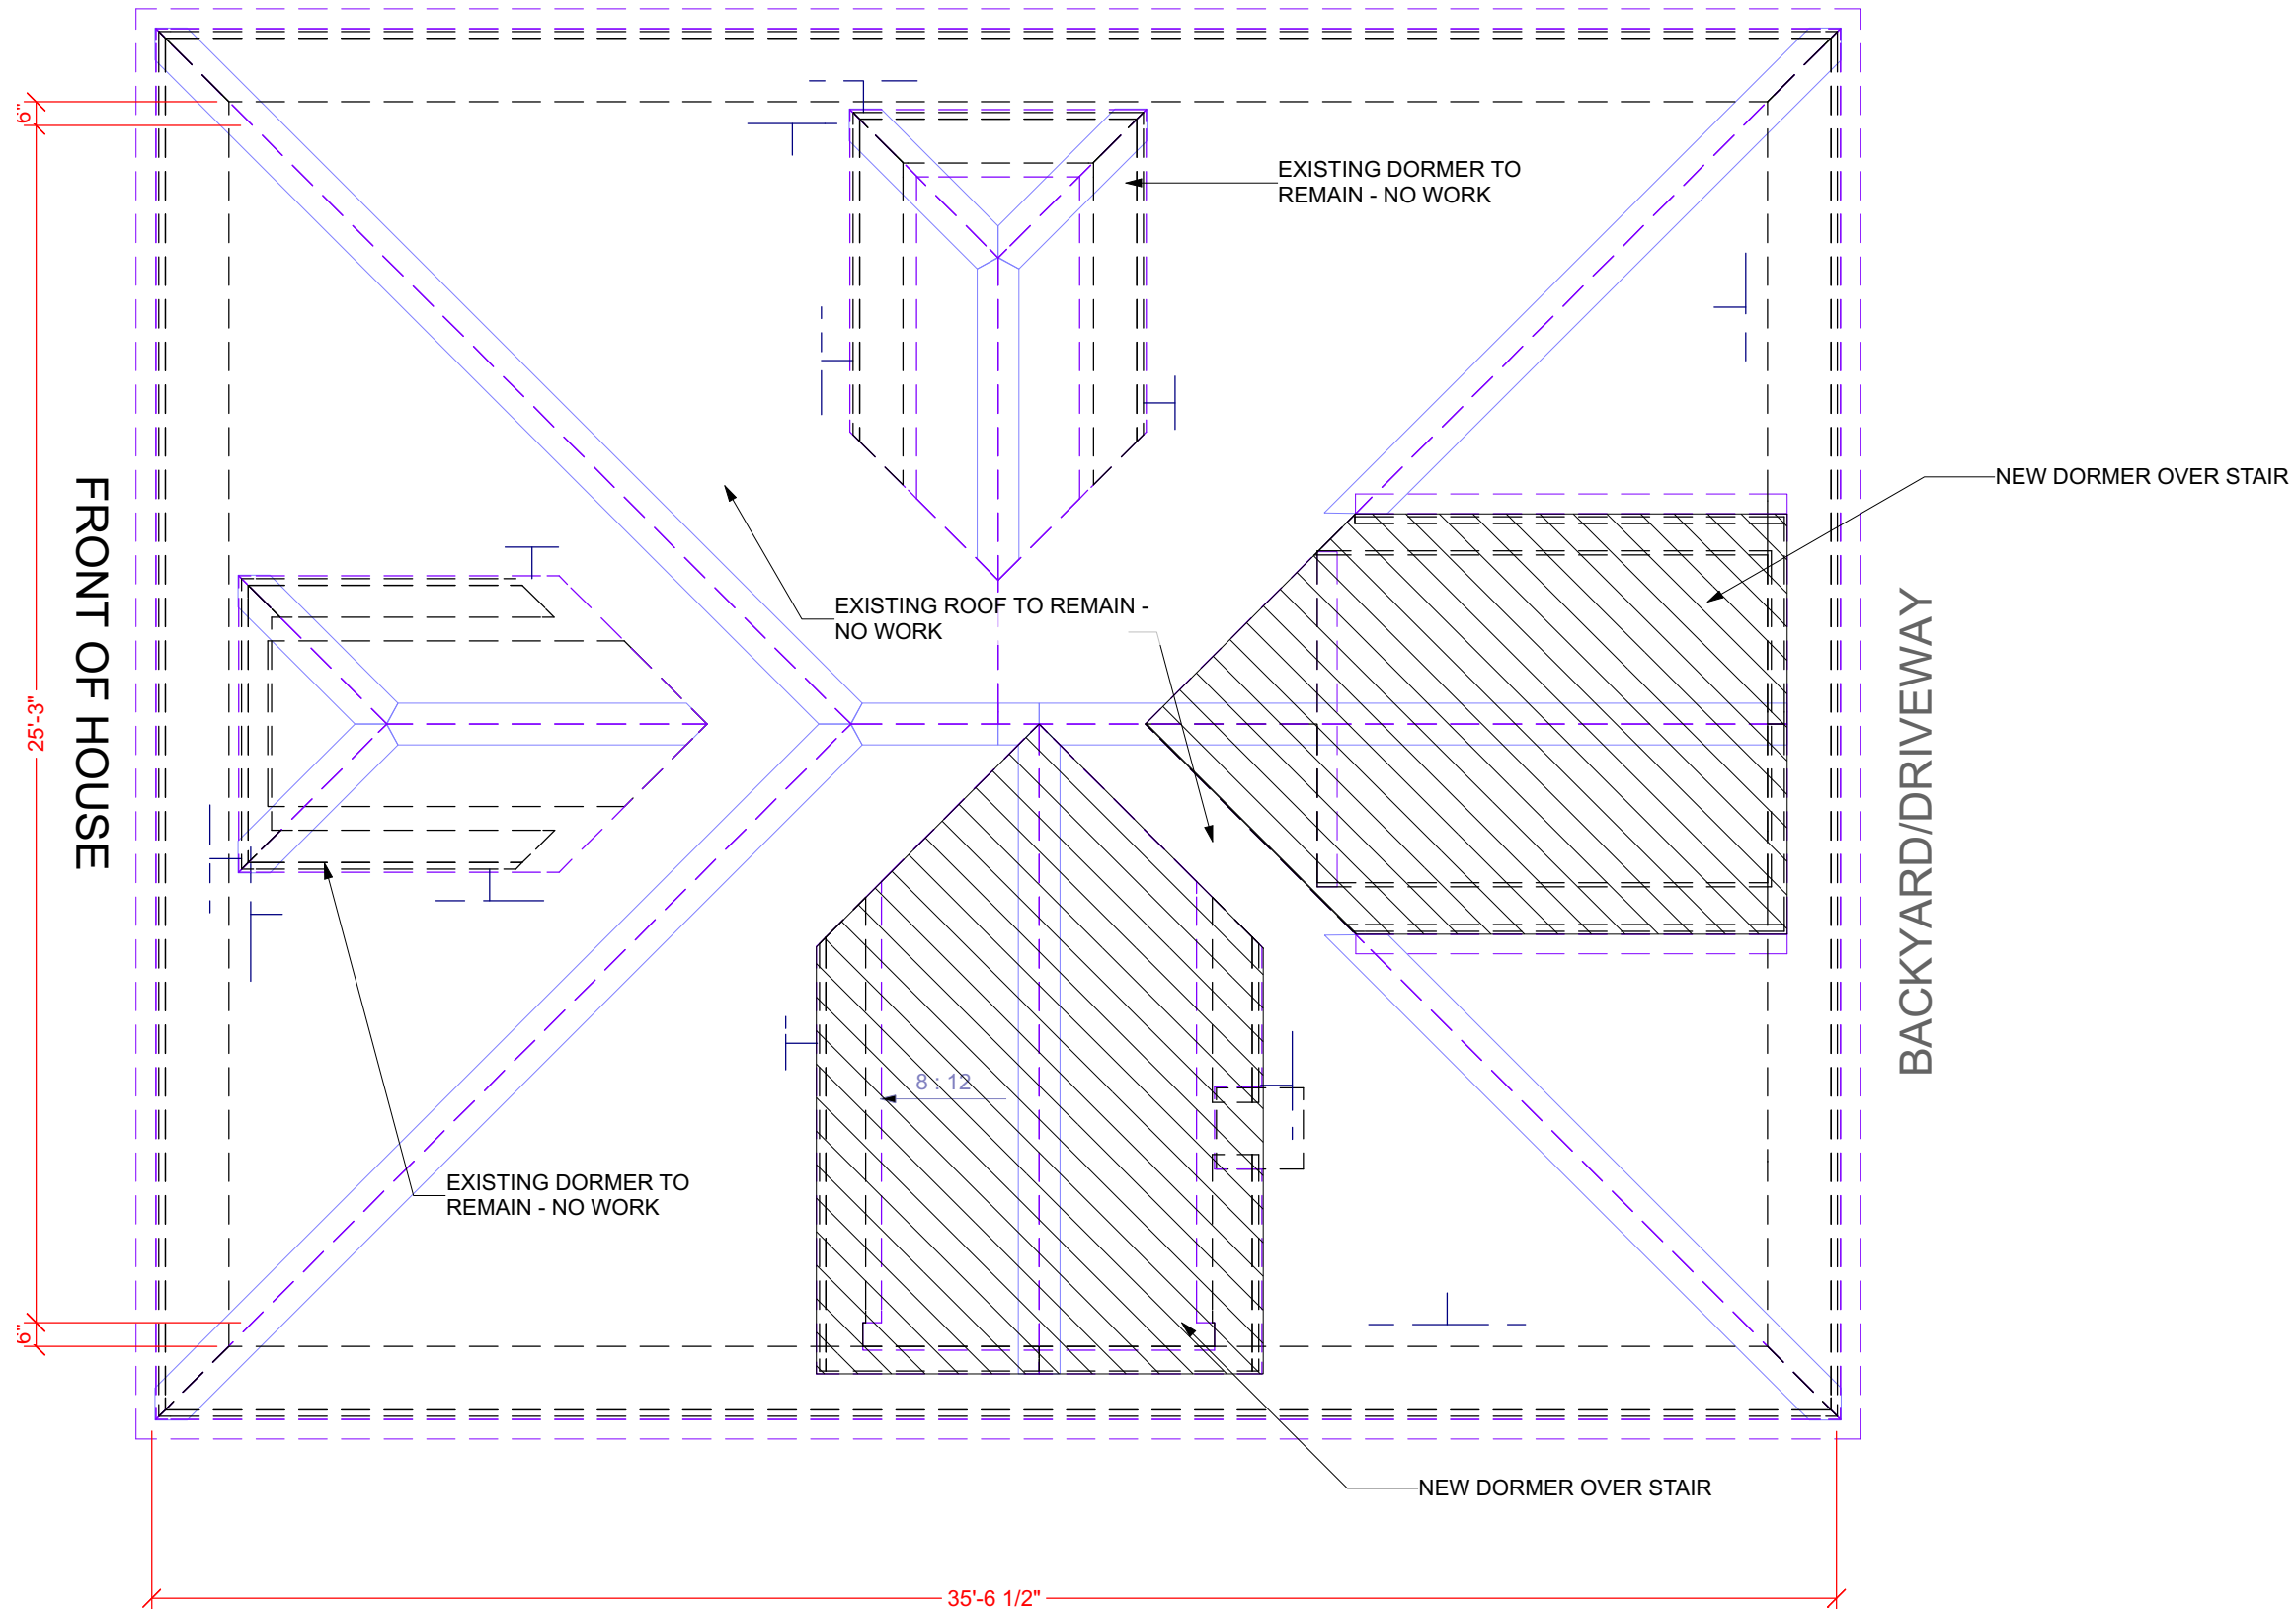 6"
EXISTING DORMER TO
REMAIN - NO WORK
NEW DORMER OVER STAIR
FRONT OF HOUSE
EXISTING ROOF TO REMAIN -
NO WORK
25'-3"
BACKYARD/DRIVEWAY
8 : 12
EXISTING DORMER TO
REMAIN - NO WORK
6"
NEW DORMER OVER STAIR
35'-6 1/2"